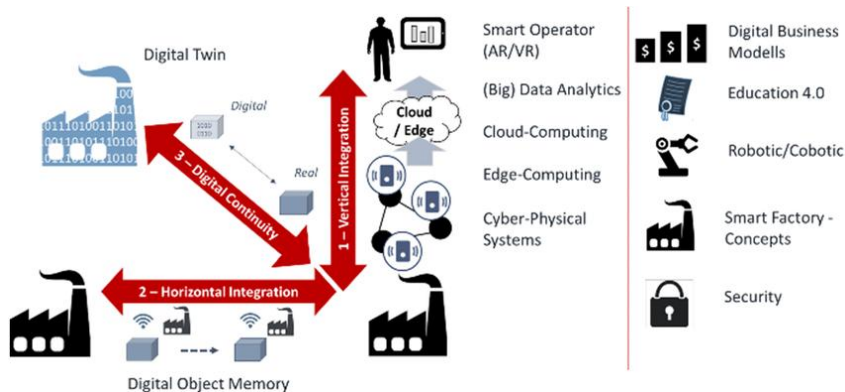 Digital Twin
Digital
Real
3 – Digital Continuity
1 – Vertical Integration
2 – Horizontal Integration
Digital Object Memory
Cloud
/ Edge
Smart Operator
(AR/VR)
(Big) Data Analytics
Cloud-Computing
Edge-Computing
Cyber-Physical
Systems
$ $ $
Digital Business
Modells
Education 4.0
Robotic/Cobotic
Smart Factory -
Concepts
Security